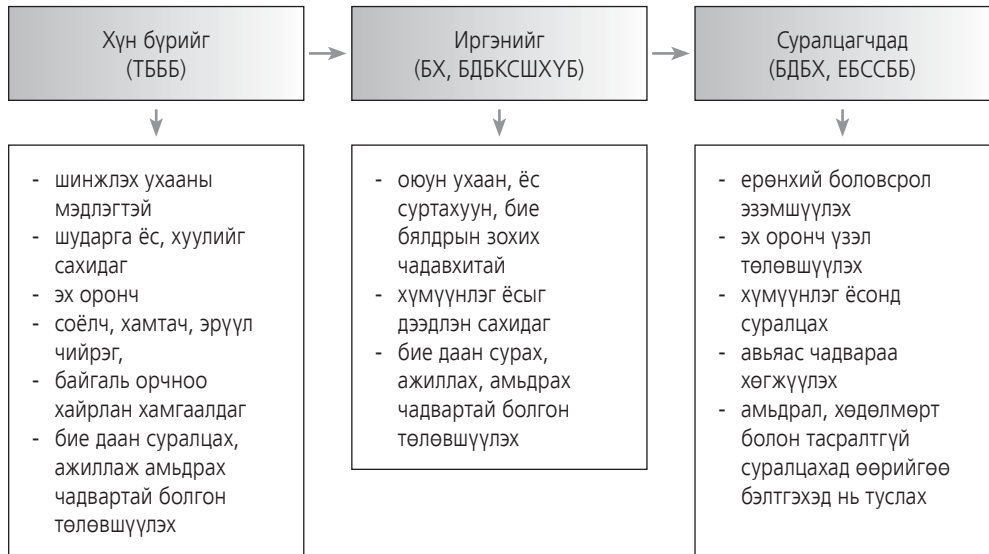 Хүн бүрийг
(ТБББ)
Иргэнийг
(БХ, БДБКСШХҮБ)
Суралцагчдад
(БДБХ, ЕБССББ)
- шинжлэх ухааны
мэдлэгтэй
- шударга ёс, хуулийг
сахидаг
- эх оронч
- соёлч, хамтач, эрүүл
чийрэг,
- байгаль орчноо
хайрлан хамгаалдаг
- бие даан суралцах,
ажиллаж амьдрах
чадвартай болгон
төлөвшүүлэх
- оюун ухаан, ёс
суртахуун, бие
бялдрын зохих
чадавхитай
- хүмүүнлэг ёсыг
дээдлэн сахидаг
- бие даан сурах,
ажиллах, амьдрах
чадвартай болгон
төлөвшүүлэх
- ерөнхий боловсрол
эзэмшүүлэх
- эх оронч үзэл
төлөвшүүлэх
- хүмүүнлэг ёсонд
суралцах
- авьяас чадвараа
хөгжүүлэх
- амьдрал, хөдөлмөрт
болон тасралтгүй
суралцахад өөрийгөө
бэлтгэхэд нь туслах